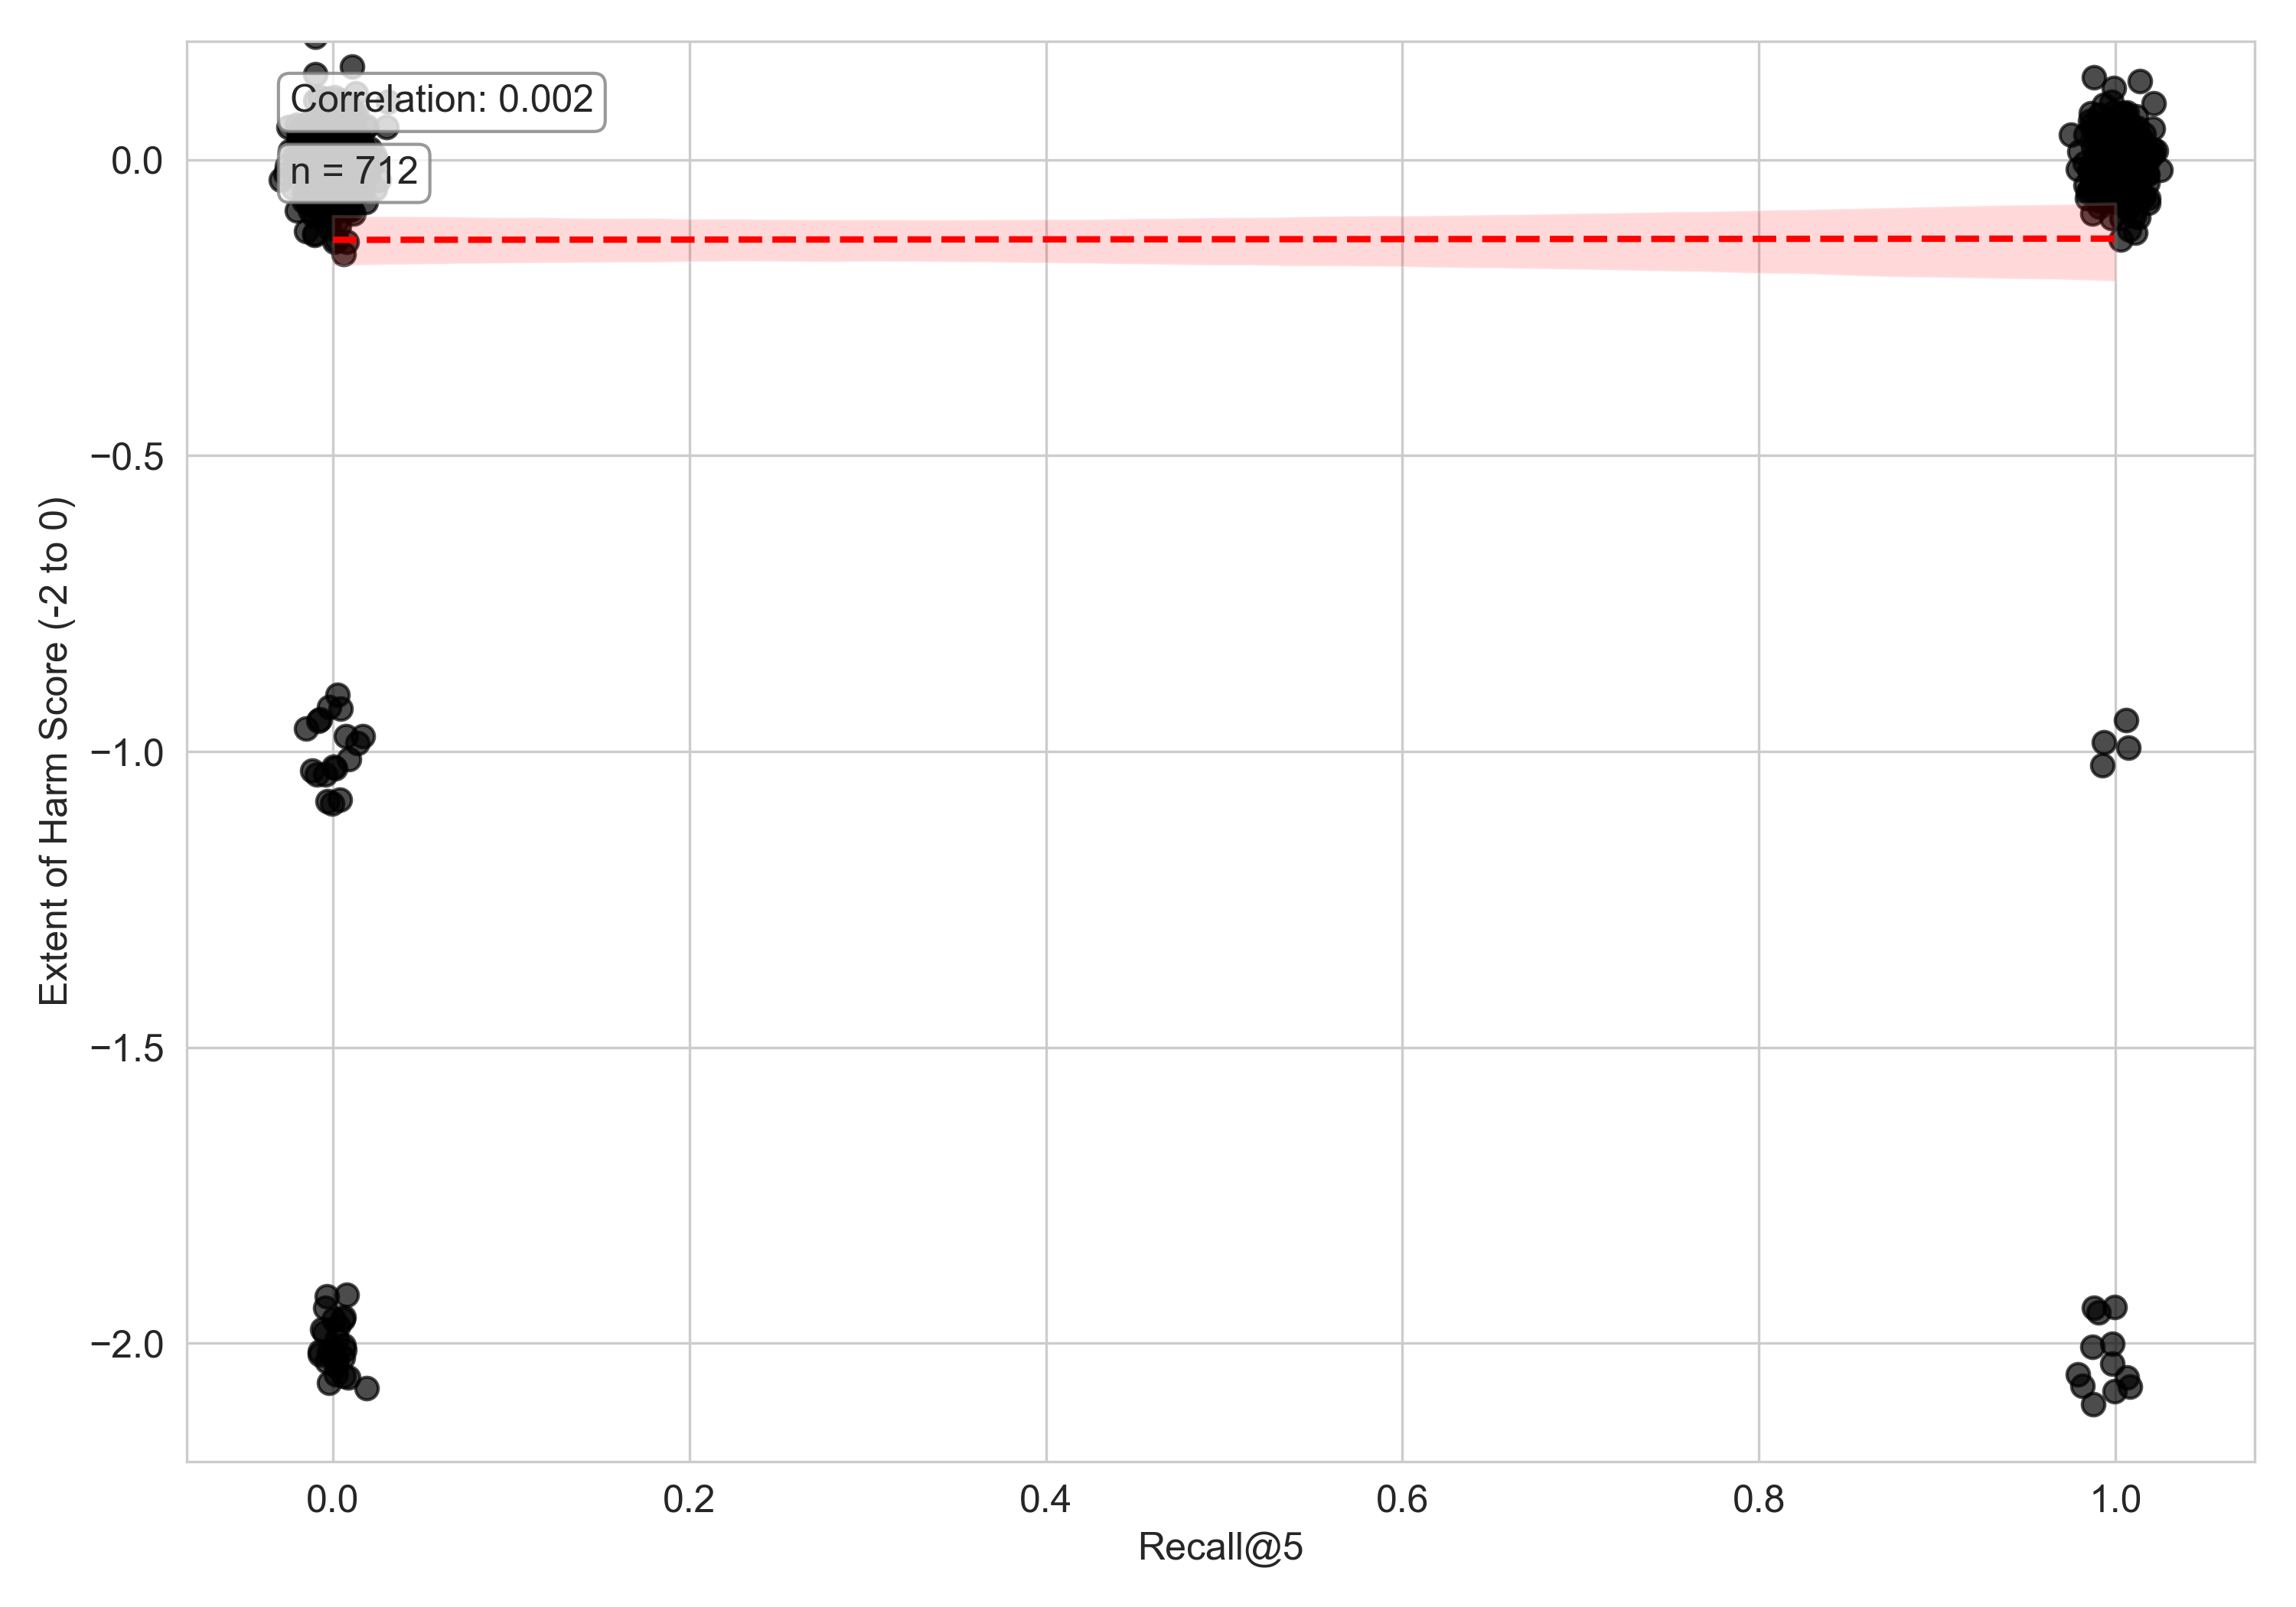 Correlation: 0.002
n = 712
0.0
−0.5
−1.0
−1.5
−2.0
Extent of Harm Score (-2 to 0)
0.0 0.2 0.4 0.6 0.8 1.0
Recall@5